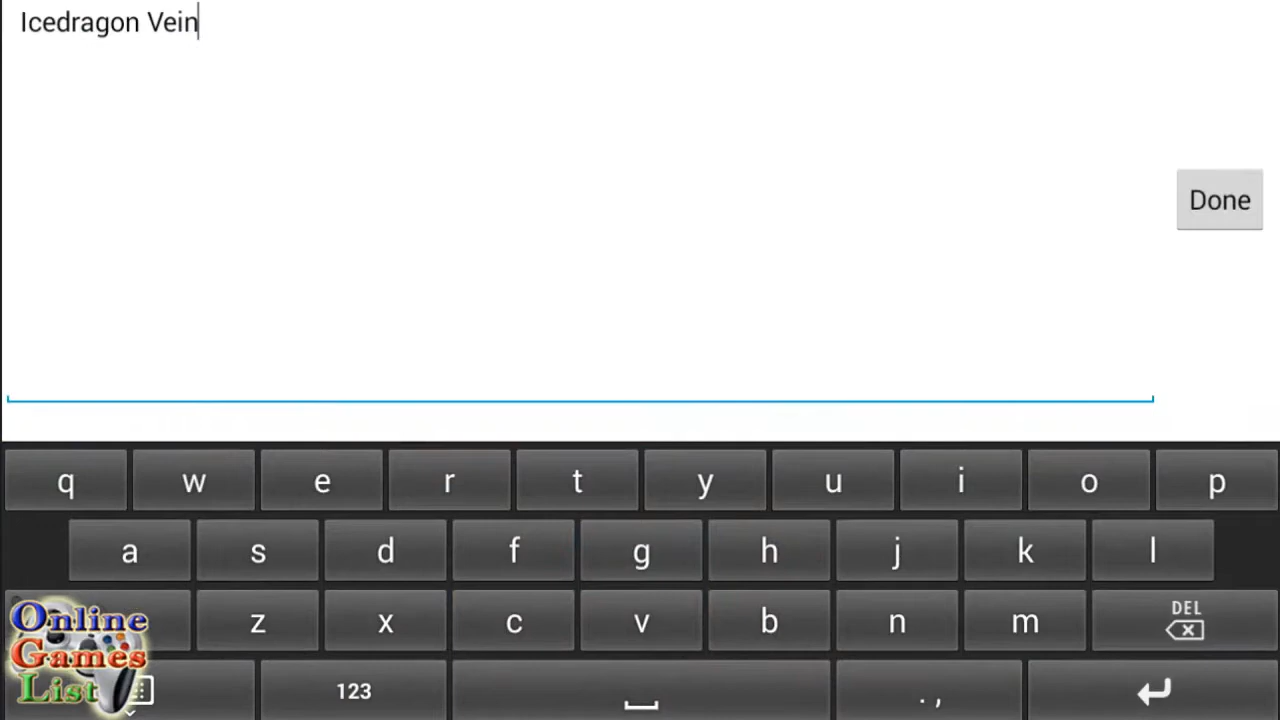 Icedragon Vein
Done
q w e r t y u i o p
a s d f g h j k l
z x c v b n m DEL
123 . ,
Online
Games
List